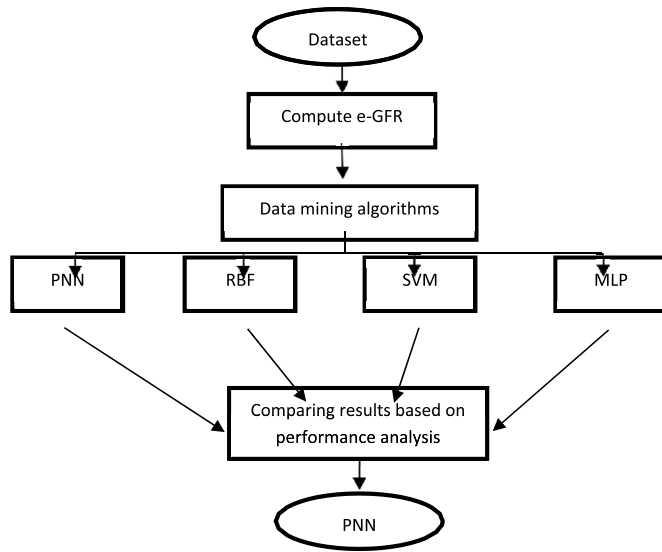 Dataset
Compute e-GFR
Data mining algorithms
PNN
RBF
SVM
MLP
Comparing results based on
performance analysis
PNN